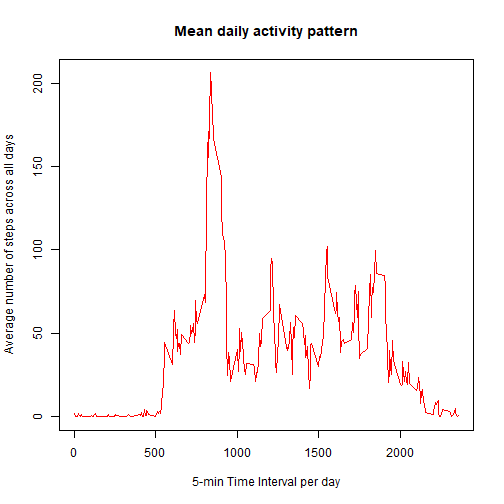 Mean daily activity pattern
Average number of steps across all days
200
150
100
50
0
0 500 1000 1500 2000
5-min Time Interval per day